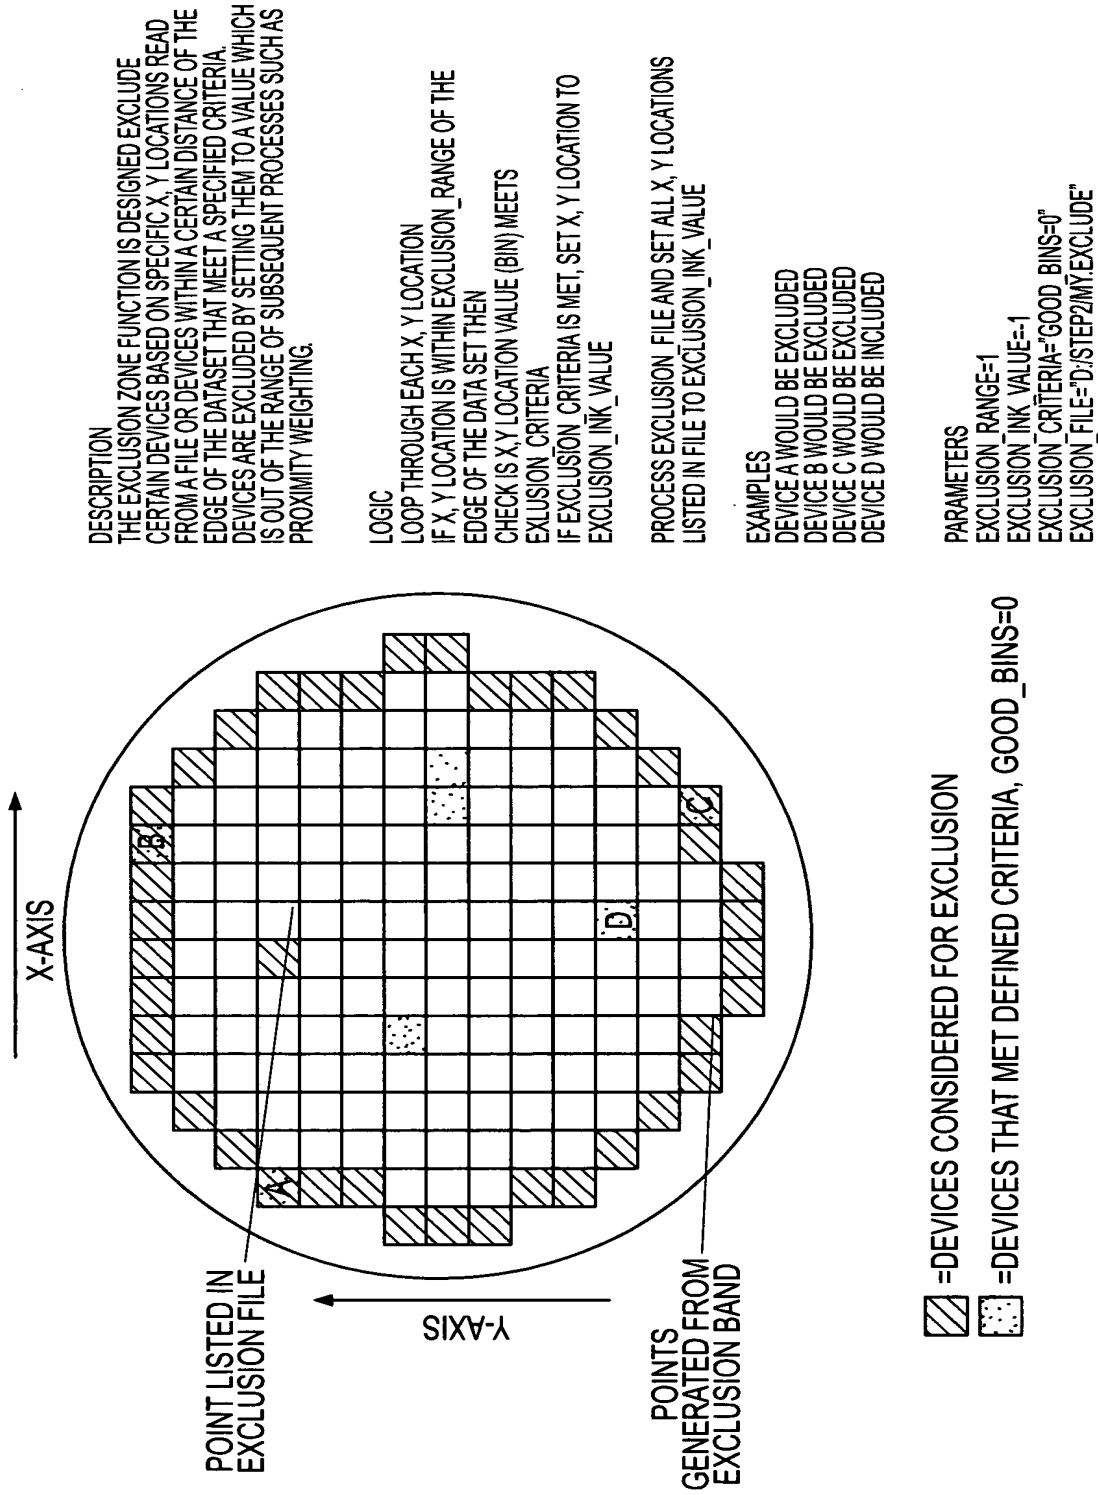 DESCRIPTION
THE EXCLUSION ZONE FUNCTION IS DESIGNED EXCLUDE
CERTAIN DEVICES BASED ON SPECIFIC X, Y LOCATIONS READ
FROM A FILE OR DEVICES WITHIN A CERTAIN DISTANCE OF THE
EDGE OF THE DATASET THAT MEET A SPECIFIED CRITERIA.
DEVICES ARE EXCLUDED BY SETTING THEM TO A VALUE WHICH
IS OUT OF THE RANGE OF SUBSEQUENT PROCESSES SUCH AS
PROXIMITY WEIGHTING.
LOGIC
LOOP THROUGH EACH X, Y LOCATION
IF X, Y LOCATION IS WITHIN EXCLUSION_RANGE OF THE
EDGE OF THE DATA SET THEN
CHECK IS X,Y LOCATION VALUE (BIN) MEETS
EXLUSION_CRITERIA
IF EXCLUSION_CRITERIA IS MET, SET X, Y LOCATION TO
EXCLUSION_INK_VALUE
PROCESS EXCLUSION_FILE AND SET ALL X, Y LOCATIONS
LISTED IN FILE TO EXCLUSION_INK_VALUE
EXAMPLES
DEVICE A WOULD BE EXCLUDED
DEVICE B WOULD BE EXCLUDED
DEVICE C WOULD BE EXCLUDED
DEVICE D WOULD BE INCLUDED
PARAMETERS
EXCLUSION_RANGE=1
EXCLUSION_INK_VALUE=-1
EXCLUSION_CRITERIA="GOOD_BINS=0"
EXCLUSION_FILE="D:/STEP2/MY.EXCLUDE"
X-AXIS
Y-AXIS
B
A
D
C
POINT LISTED IN
EXCLUSION FILE
POINTS
GENERATED FROM
EXCLUSION BAND
=DEVICES CONSIDERED FOR EXCLUSION
=DEVICES THAT MET DEFINED CRITERIA, GOOD_BINS=0